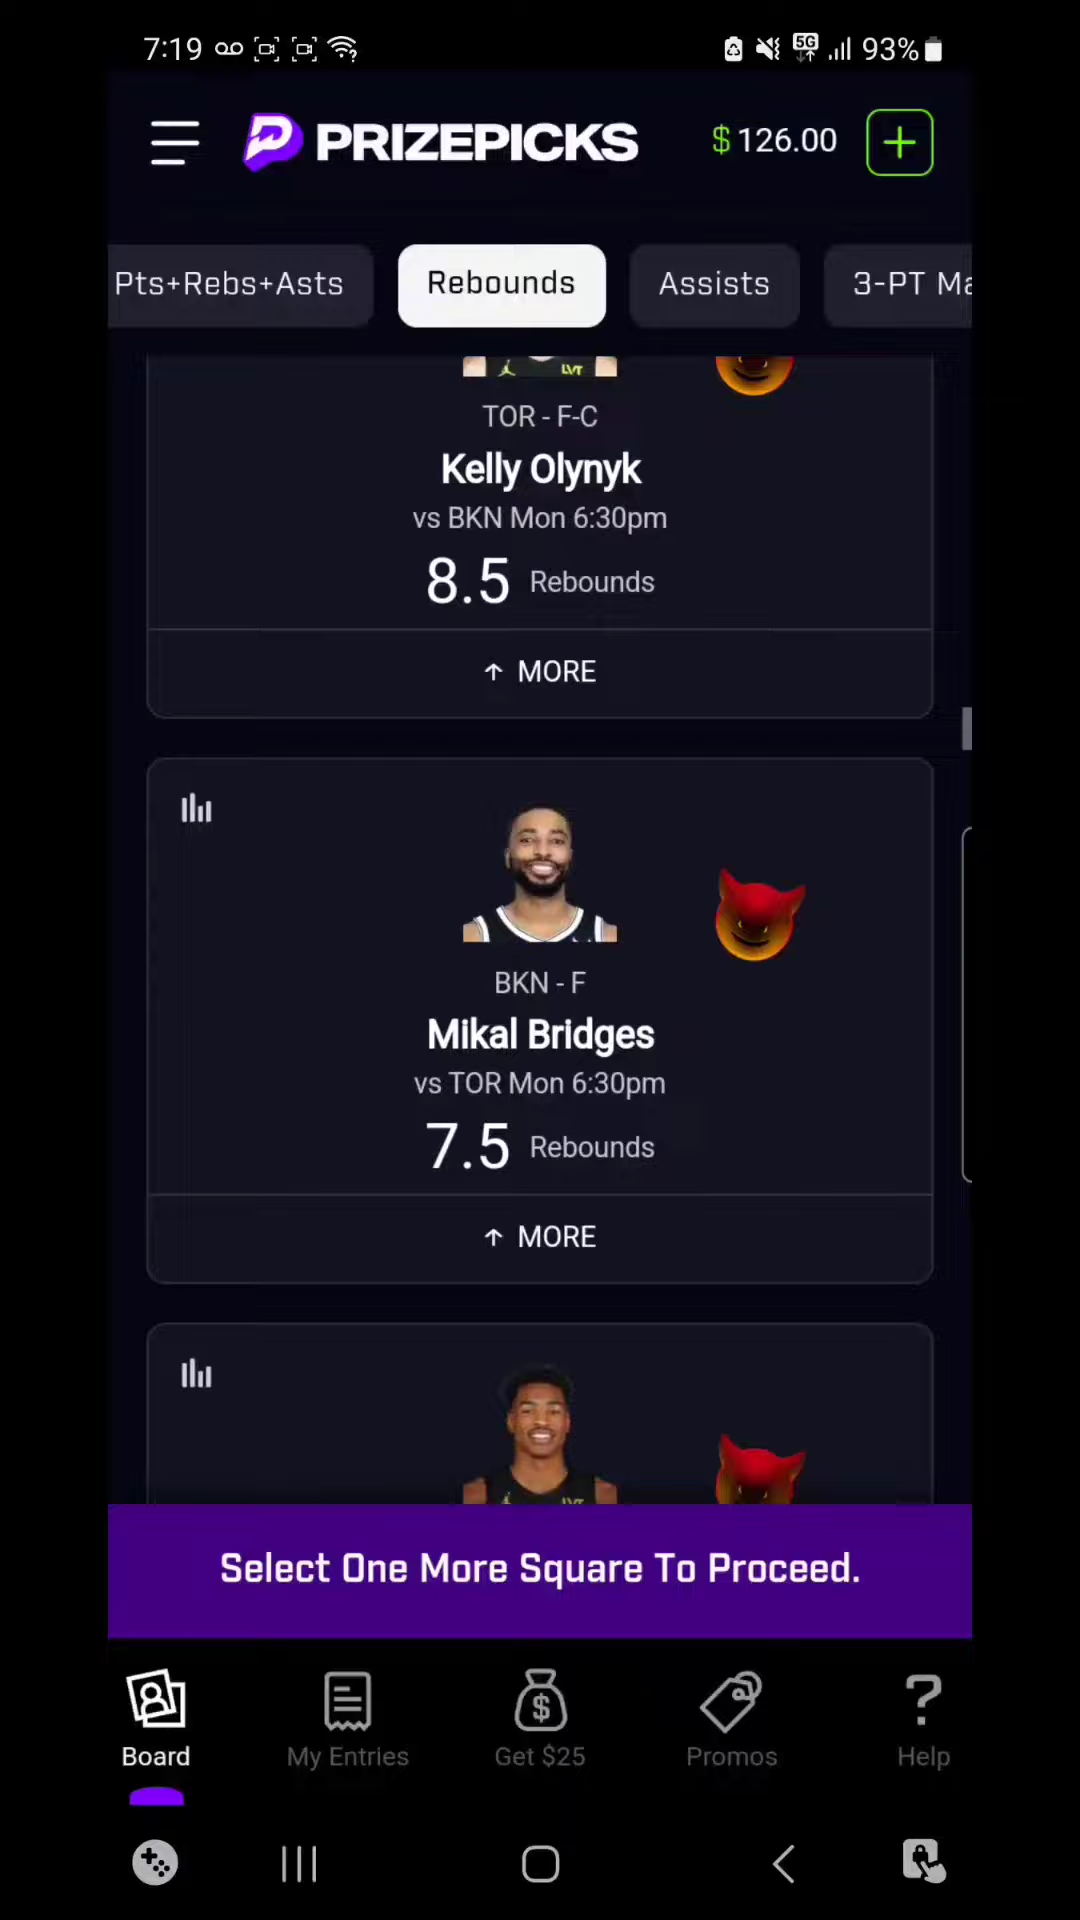 7:19
5G
93%
PRIZEPICKS
$ 126.00
Pts+Rebs+Asts
Rebounds
Assists
3-PT Ma
LVT
TOR - F-C
Kelly Olynyk
vs BKN Mon 6:30pm
8.5 Rebounds
↑ MORE
BKN - F
Mikal Bridges
vs TOR Mon 6:30pm
7.5 Rebounds
↑ MORE
Select One More Square To Proceed.
Board
My Entries
Get $25
Promos
Help